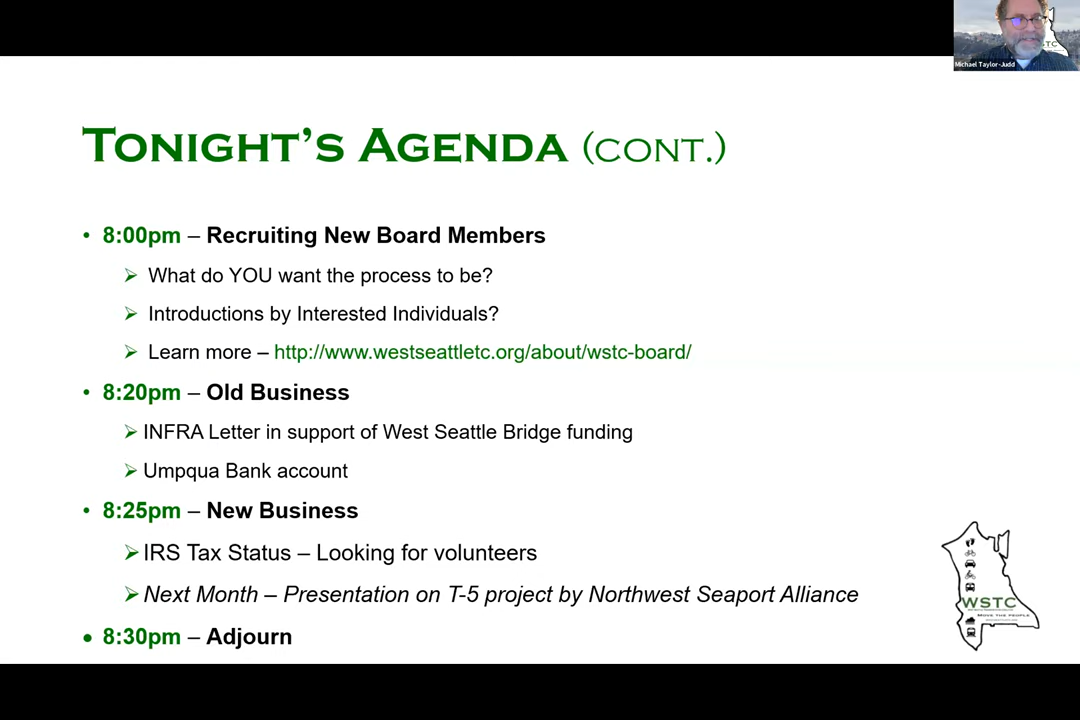 Michael Taylor-Judd
TONIGHT'S AGENDA (CONT.)
• 8:00pm – Recruiting New Board Members
➢ What do YOU want the process to be?
➢ Introductions by Interested Individuals?
➢ Learn more – http://www.westseattletc.org/about/wstc-board/
• 8:20pm – Old Business
➢ INFRA Letter in support of West Seattle Bridge funding
➢ Umpqua Bank account
• 8:25pm – New Business
➢ IRS Tax Status – Looking for volunteers
➢ Next Month – Presentation on T-5 project by Northwest Seaport Alliance
• 8:30pm – Adjourn
WSTC
MOVE THE PEOPLE